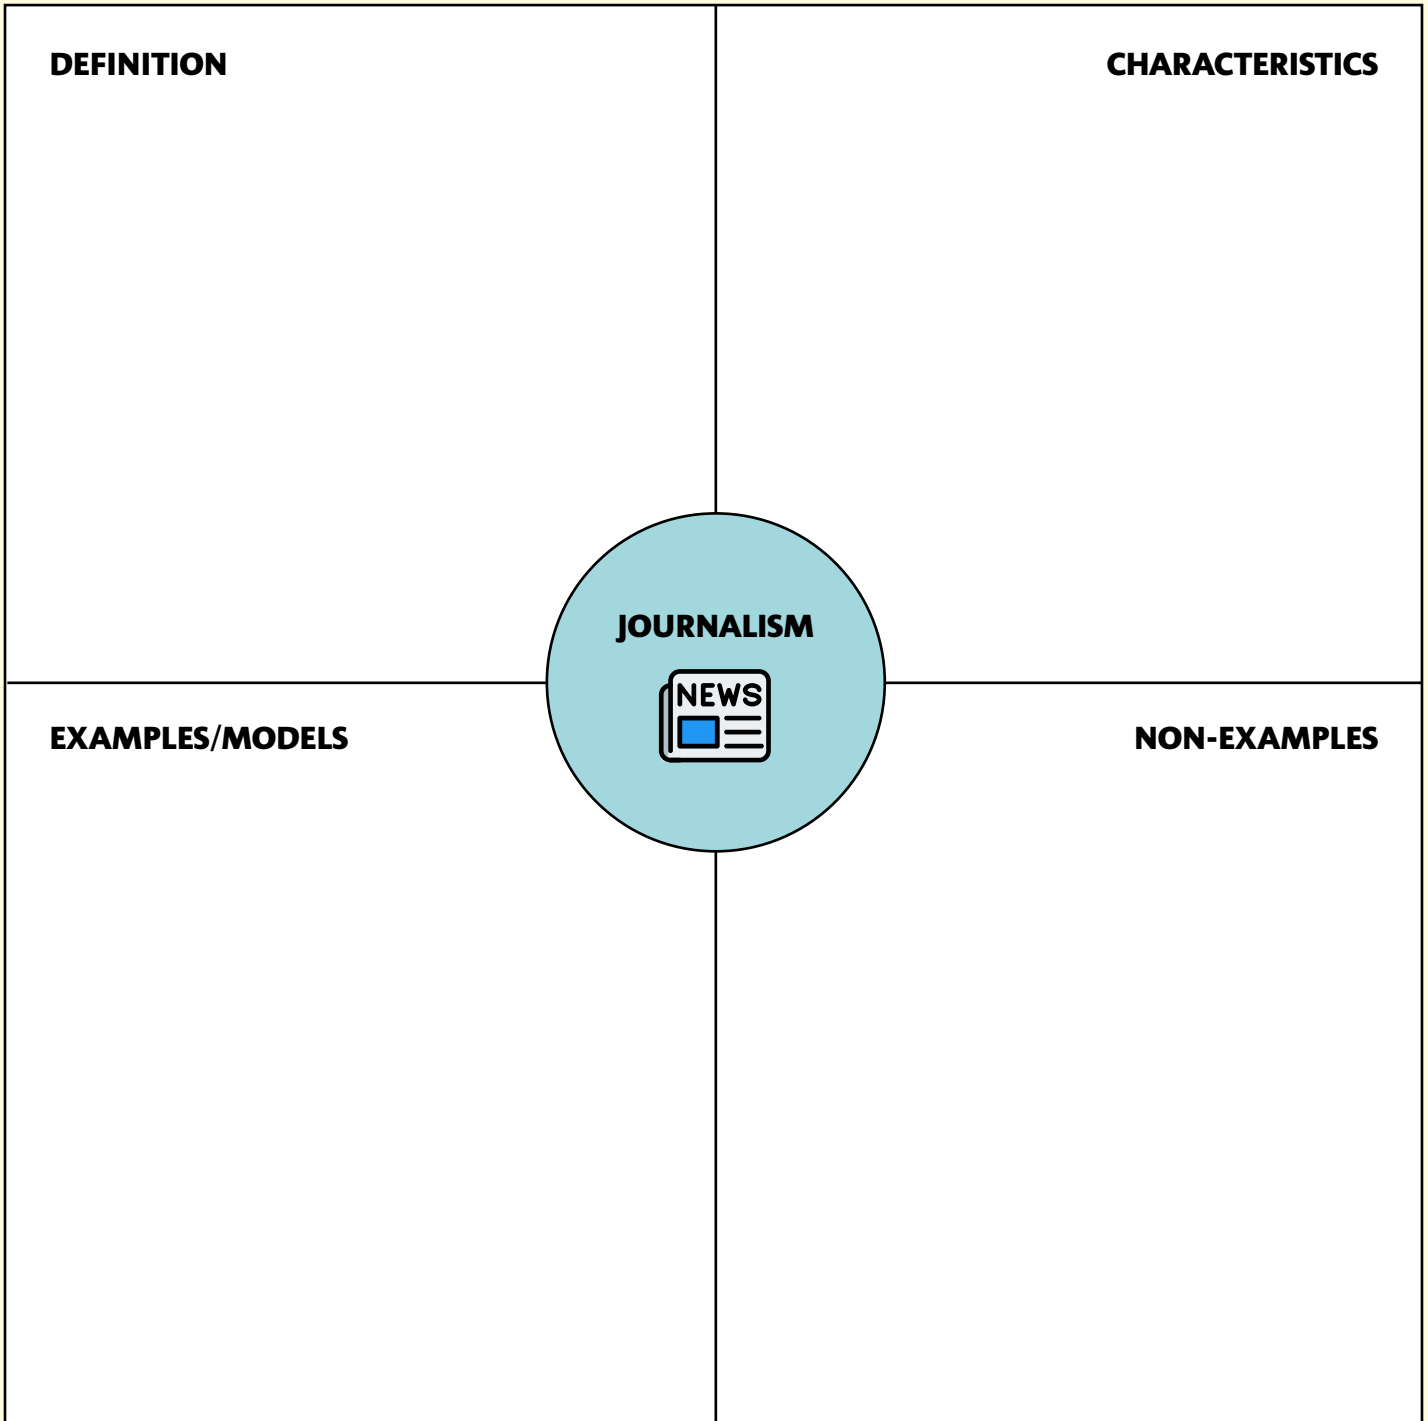 DEFINITION
CHARACTERISTICS
JOURNALISM
NEWS
EXAMPLES/MODELS
NON-EXAMPLES